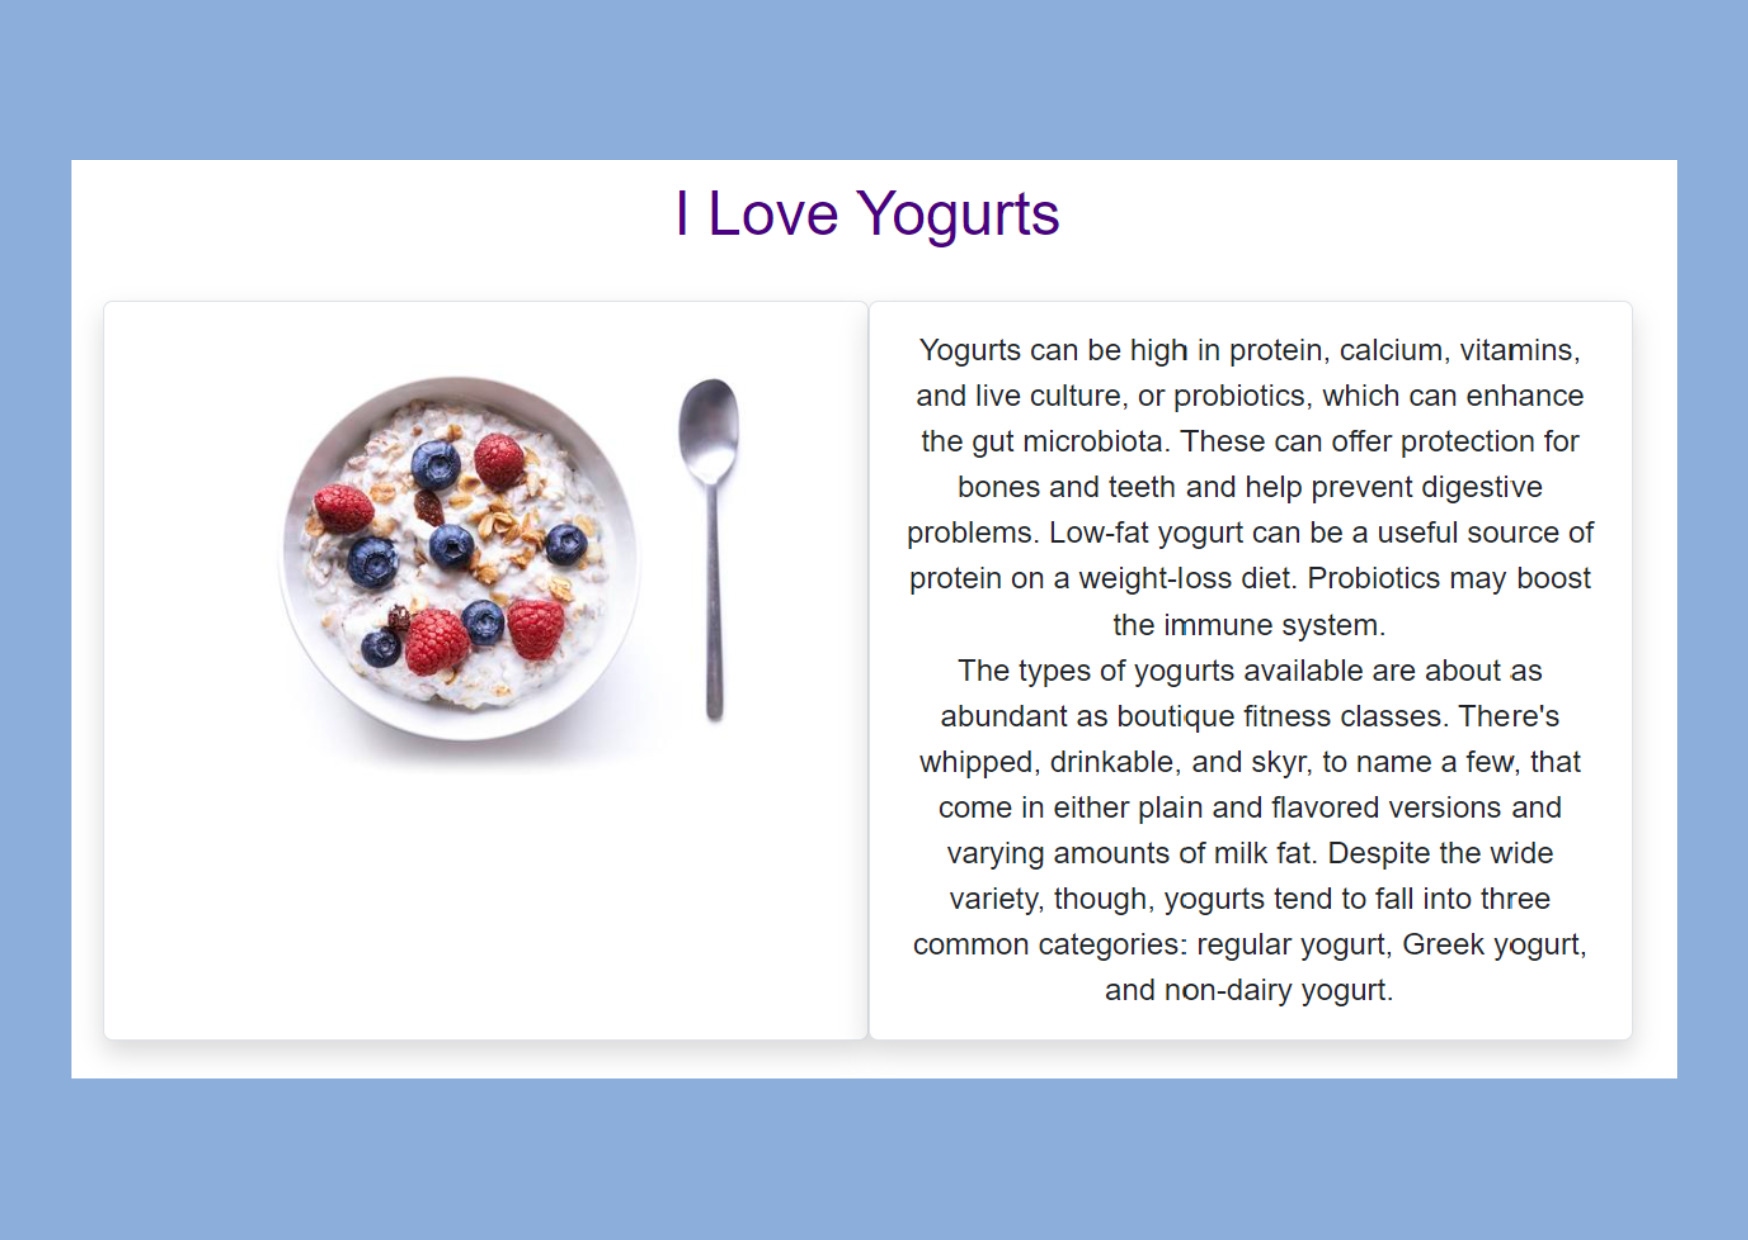 I Love Yogurts
Yogurts can be high in protein, calcium, vitamins,
and live culture, or probiotics, which can enhance
the gut microbiota. These can offer protection for
bones and teeth and help prevent digestive
problems. Low-fat yogurt can be a useful source of
protein on a weight-loss diet. Probiotics may boost
the immune system.
The types of yogurts available are about as
abundant as boutique fitness classes. There's
whipped, drinkable, and skyr, to name a few, that
come in either plain and flavored versions and
varying amounts of milk fat. Despite the wide
variety, though, yogurts tend to fall into three
common categories: regular yogurt, Greek yogurt,
and non-dairy yogurt.